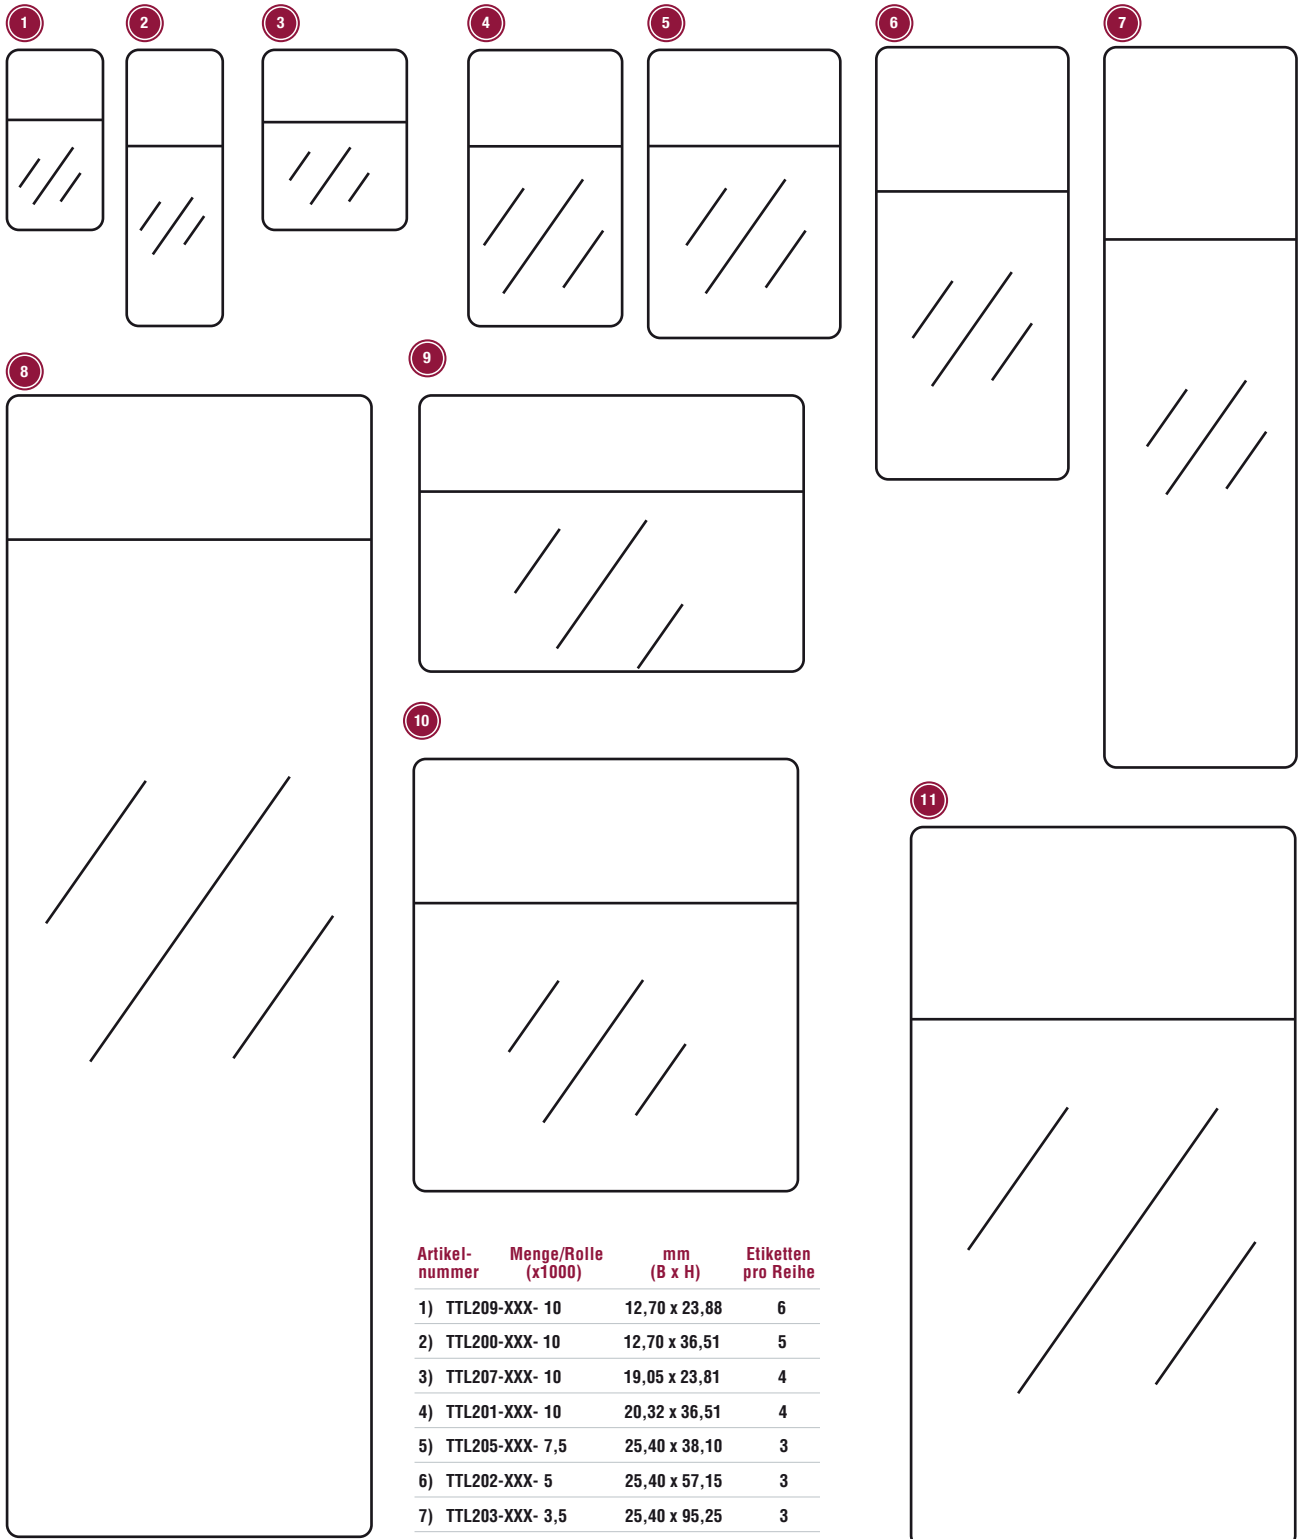 1
2
3
4
5
6
7
8
9
10
11
Artikel- Menge/Rolle mm Etiketten
nummer (x1000) (B x H) pro Reihe
1) TTL209-XXX- 10 12,70 x 23,88 6
2) TTL200-XXX- 10 12,70 x 36,51 5
3) TTL207-XXX- 10 19,05 x 23,81 4
4) TTL201-XXX- 10 20,32 x 36,51 4
5) TTL205-XXX- 7,5 25,40 x 38,10 3
6) TTL202-XXX- 5 25,40 x 57,15 3
7) TTL203-XXX- 3,5 25,40 x 95,25 3